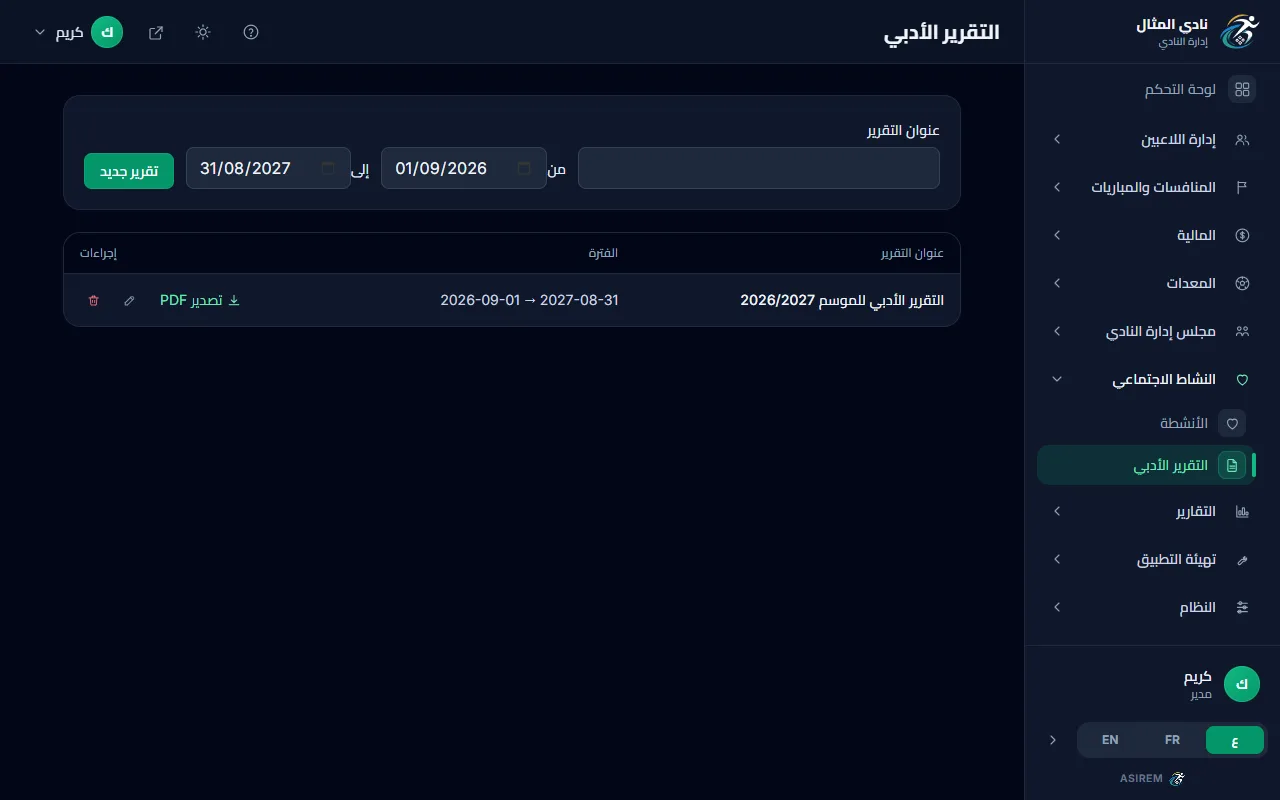 نادي المثال
إدارة النادي
لوحة التحكم
إدارة اللاعبين
المنافسات والمباريات
المالية
المعدات
مجلس إدارة النادي
النشاط الاجتماعي
الأنشطة
التقرير الأدبي
التقارير
تهيئة التطبيق
النظام
ك
كريم
مدير
ع FR EN
ASIREM
التقرير الأدبي
ك كريم
عنوان التقرير
من 01/09/2026 إلى 31/08/2027 تقرير جديد
عنوان التقرير الفترة إجراءات
التقرير الأدبي للموسم 2026/2027 2026-09-01 → 2027-08-31 تصدير PDF